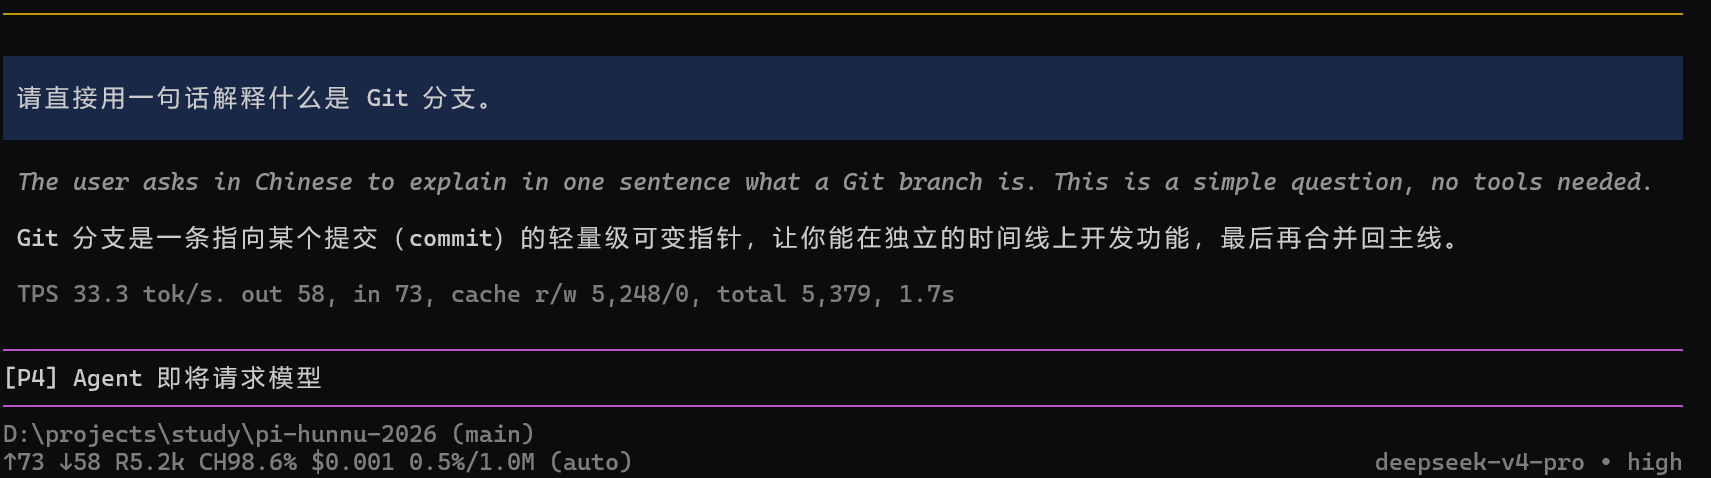 请直接用一句话解释什么是 Git 分支。
The user asks in Chinese to explain in one sentence what a Git branch is. This is a simple question, no tools needed.
Git 分支是一条指向某个提交（commit）的轻量级可变指针，让你能在独立的时间线上开发功能，最后再合并回主线。
TPS 33.3 tok/s. out 58, in 73, cache r/w 5,248/0, total 5,379, 1.7s
[P4] Agent 即将请求模型
D:\projects\study\pi-hunnu-2026 (main)
↑73 ↓58 R5.2k CH98.6% $0.001 0.5%/1.0M (auto) deepseek-v4-pro • high